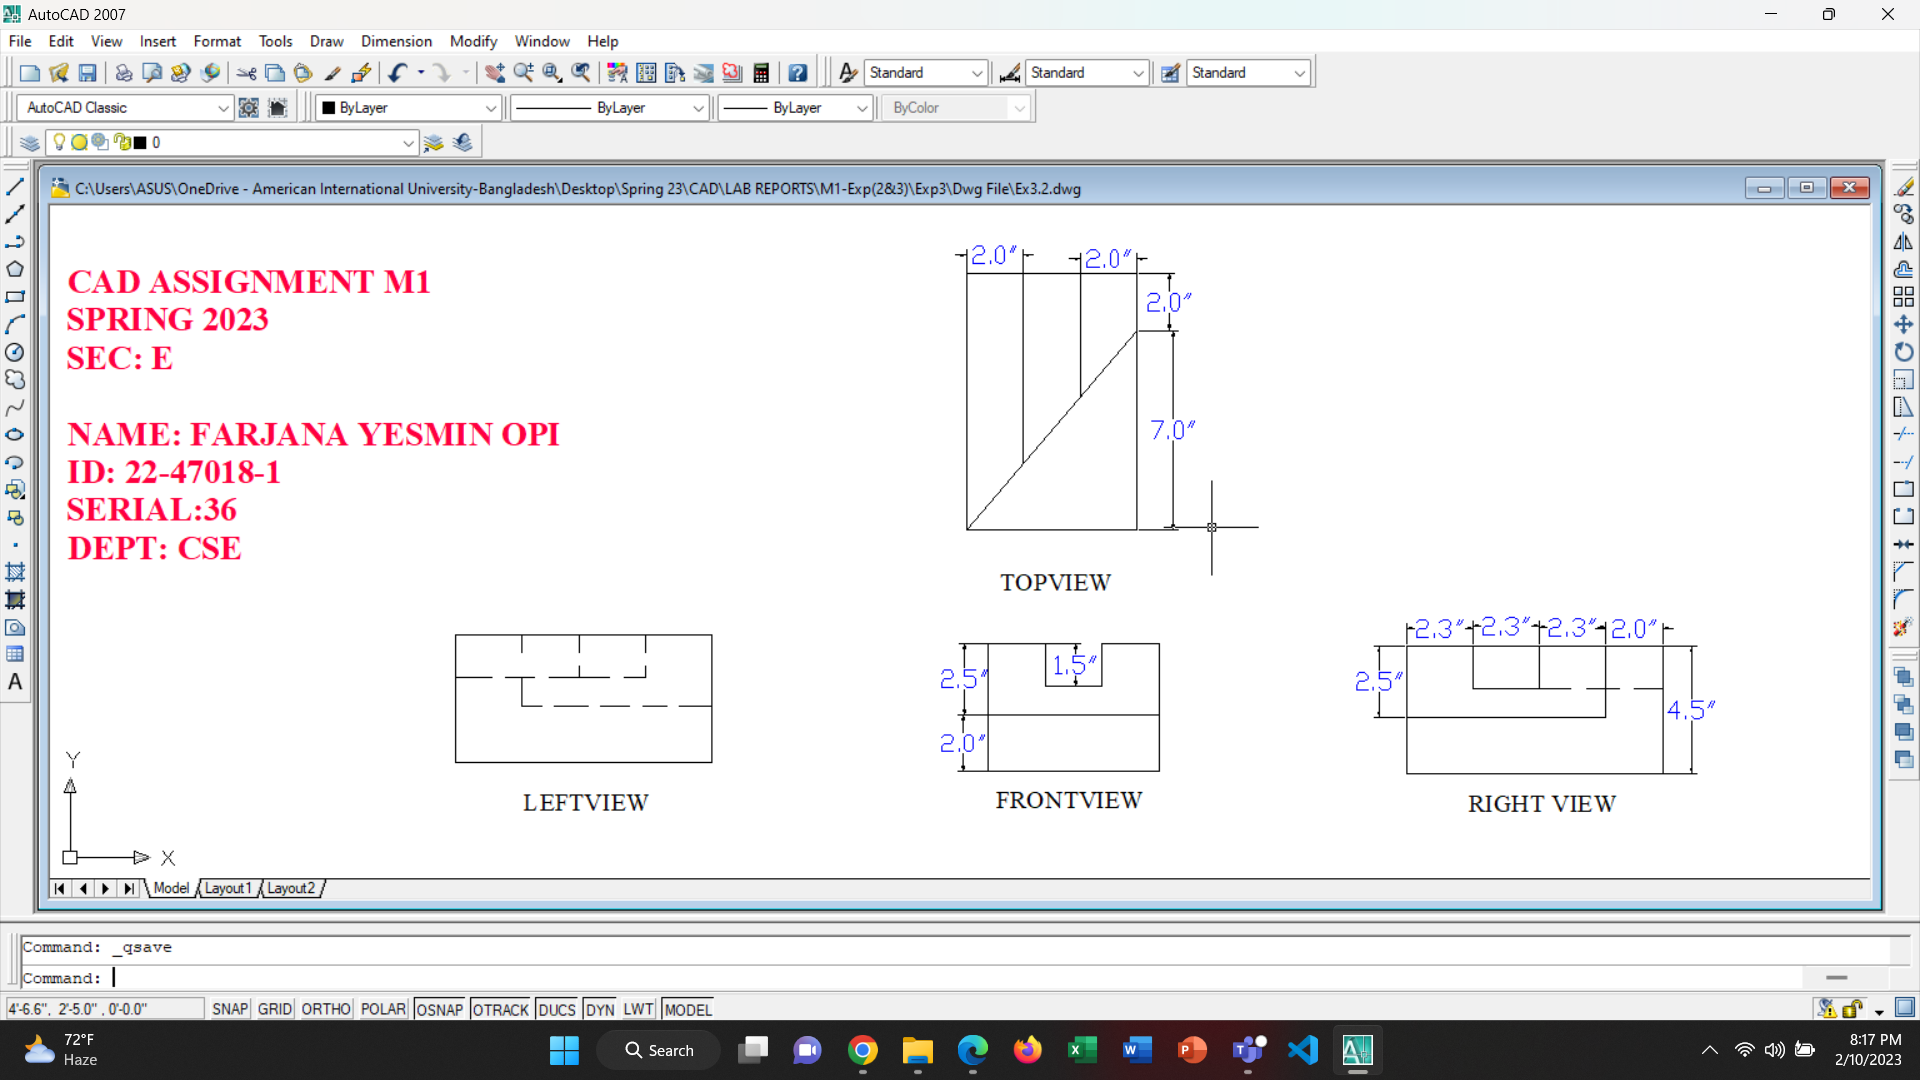 AutoCAD 2007
File Edit View Insert Format Tools Draw Dimension Modify Window Help
Standard Standard Standard
AutoCAD Classic ByLayer ByLayer ByLayer ByColor
0
C:\Users\ASUS\OneDrive - American International University-Bangladesh\Desktop\Spring 23\CAD\LAB REPORTS\M1-Exp(2&3)\Exp3\Dwg File\Ex3.2.dwg
CAD ASSIGNMENT M1
SPRING 2023
SEC: E
NAME: FARJANA YESMIN OPI
ID: 22-47018-1
SERIAL:36
DEPT: CSE
2.0" 2.0"
2.0"
7.0"
TOPVIEW
LEFTVIEW
2.5" 1.5"
2.0"
FRONTVIEW
2.3" 2.3" 2.3" 2.0"
2.5"
4.5"
RIGHT VIEW
Y
X
Model Layout1 Layout2
Command: _qsave
Command:
4'-6.6", 2'-5.0" , 0'-0.0" SNAP GRID ORTHO POLAR OSNAP OTRACK DUCS DYN LWT MODEL
72°F
Haze
Search
8:17 PM
2/10/2023